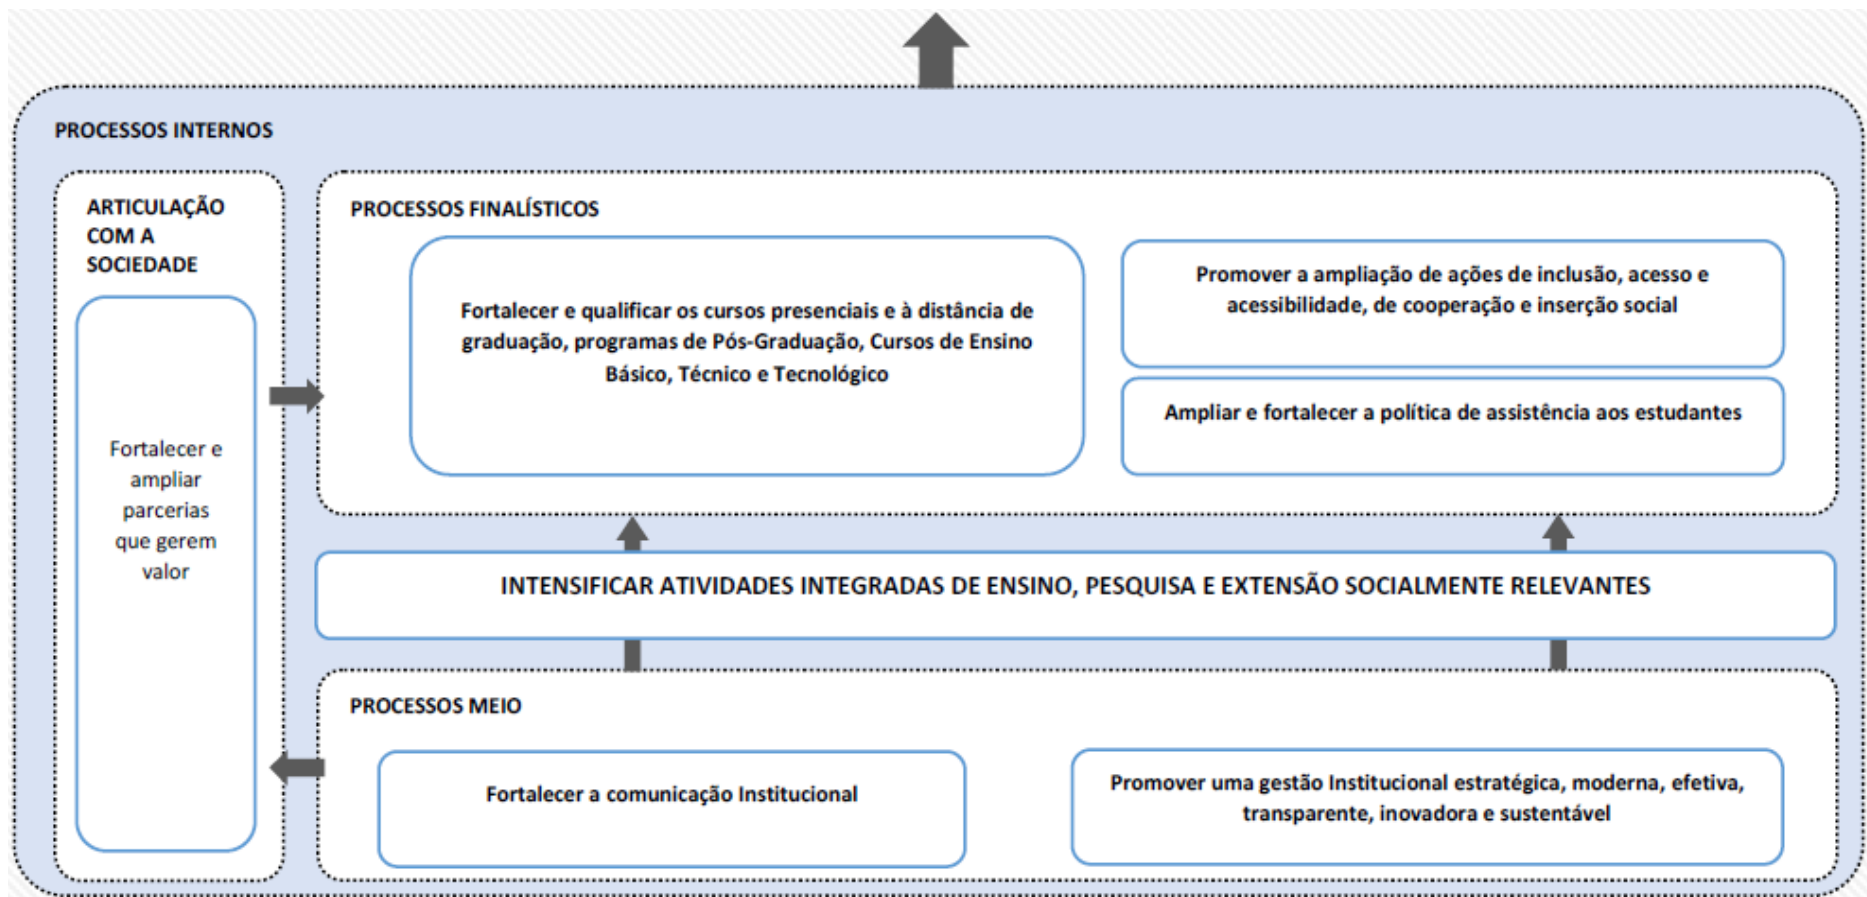 PROCESSOS INTERNOS
ARTICULAÇÃO
COM A
SOCIEDADE
Fortalecer e
ampliar
parcerias
que gerem
valor
PROCESSOS FINALÍSTICOS
Fortalecer e qualificar os cursos presenciais e à distância de
graduação, programas de Pós-Graduação, Cursos de Ensino
Básico, Técnico e Tecnológico
Promover a ampliação de ações de inclusão, acesso e
acessibilidade, de cooperação e inserção social
Ampliar e fortalecer a política de assistência aos estudantes
INTENSIFICAR ATIVIDADES INTEGRADAS DE ENSINO, PESQUISA E EXTENSÃO SOCIALMENTE RELEVANTES
PROCESSOS MEIO
Fortalecer a comunicação Institucional
Promover uma gestão Institucional estratégica, moderna, efetiva,
transparente, inovadora e sustentável